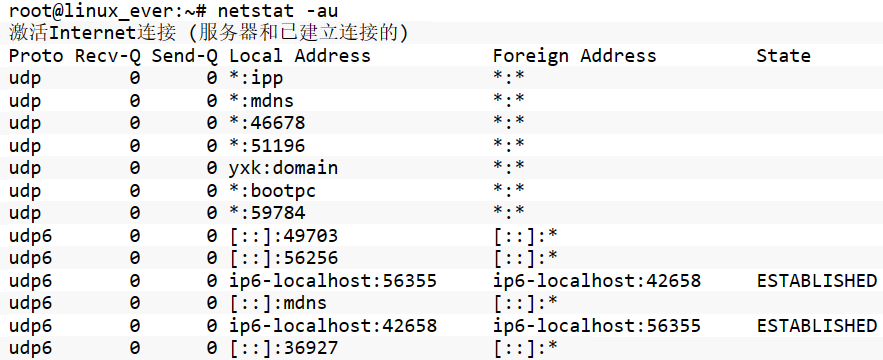 root@linux_ever:~# netstat -au
激活Internet连接 (服务器和已建立连接的)
Proto Recv-Q Send-Q Local Address           Foreign Address         State
udp        0      0 *:ipp                   *:*
udp        0      0 *:mdns                  *:*
udp        0      0 *:46678                 *:*
udp        0      0 *:51196                 *:*
udp        0      0 yxk:domain              *:*
udp        0      0 *:bootpc                *:*
udp        0      0 *:59784                 *:*
udp6       0      0 [::]:49703              [::]:*
udp6       0      0 [::]:56256              [::]:*
udp6       0      0 ip6-localhost:56355     ip6-localhost:42658     ESTABLISHED
udp6       0      0 [::]:mdns               [::]:*
udp6       0      0 ip6-localhost:42658     ip6-localhost:56355     ESTABLISHED
udp6       0      0 [::]:36927              [::]:*